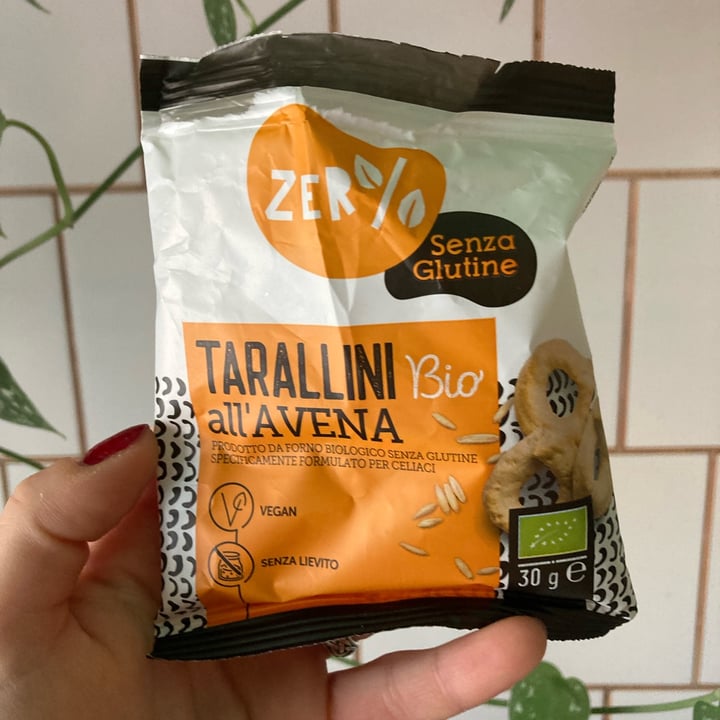 ZER%
Senza
Glutine
TARALLINI Bio
all'AVENA
PRODOTTO DA FORNO BIOLOGICO SENZA GLUTINE
SPECIFICAMENTE FORMULATO PER CELIACI
VEGAN
SENZA LIEVITO
30 g ℮